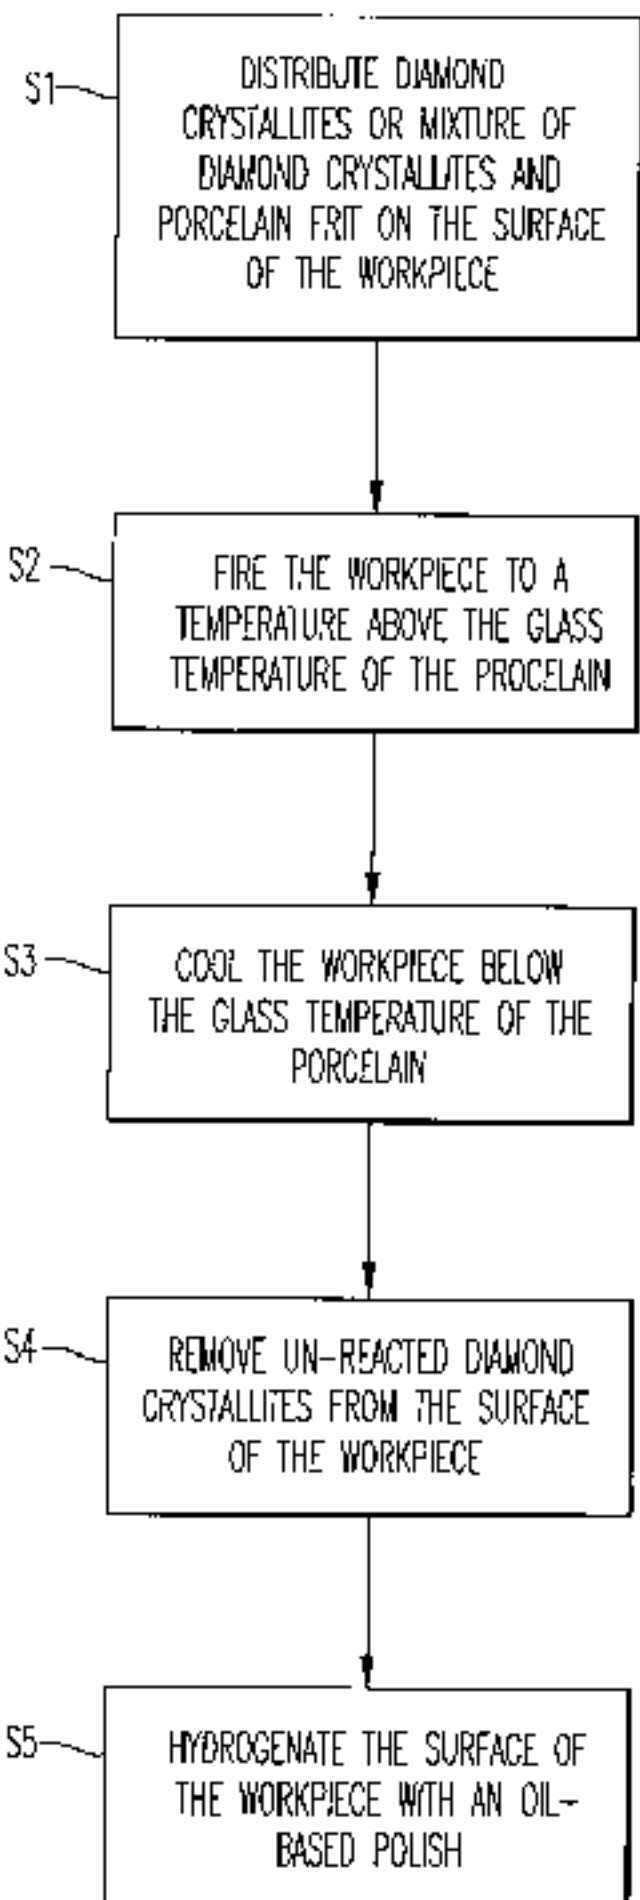 S1
DISTRIBUTE DIAMOND
CRYSTALLITES OR MIXTURE OF
DIAMOND CRYSTALLITES AND
PORCELAIN FRIT ON THE SURFACE
OF THE WORKPIECE
S2
FIRE THE WORKPIECE TO A
TEMPERATURE ABOVE THE GLASS
TEMPERATURE OF THE PROCELAIN
S3
COOL THE WORKPIECE BELOW
THE GLASS TEMPERATURE OF THE
PORCELAIN
S4
REMOVE UN-REACTED DIAMOND
CRYSTALLITES FROM THE SURFACE
OF THE WORKPIECE
S5
HYDROGENATE THE SURFACE OF
THE WORKPIECE WITH AN OIL-
BASED POLISH